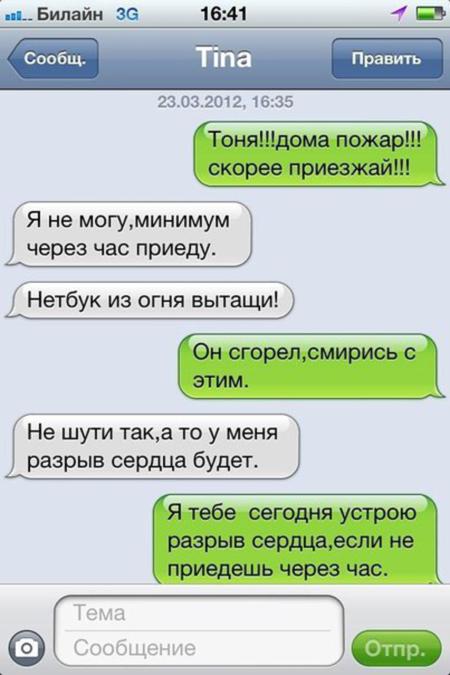 Билайн 3G 16:41
Сообщ. Tina Править
23.03.2012, 16:35
Тоня!!!дома пожар!!!
скорее приезжай!!!
Я не могу,минимум
через час приеду.
Нетбук из огня вытащи!
Он сгорел,смирись с
этим.
Не шути так,а то у меня
разрыв сердца будет.
Я тебе сегодня устрою
разрыв сердца,если не
приедешь через час.
Тема
Сообщение
Отпр.